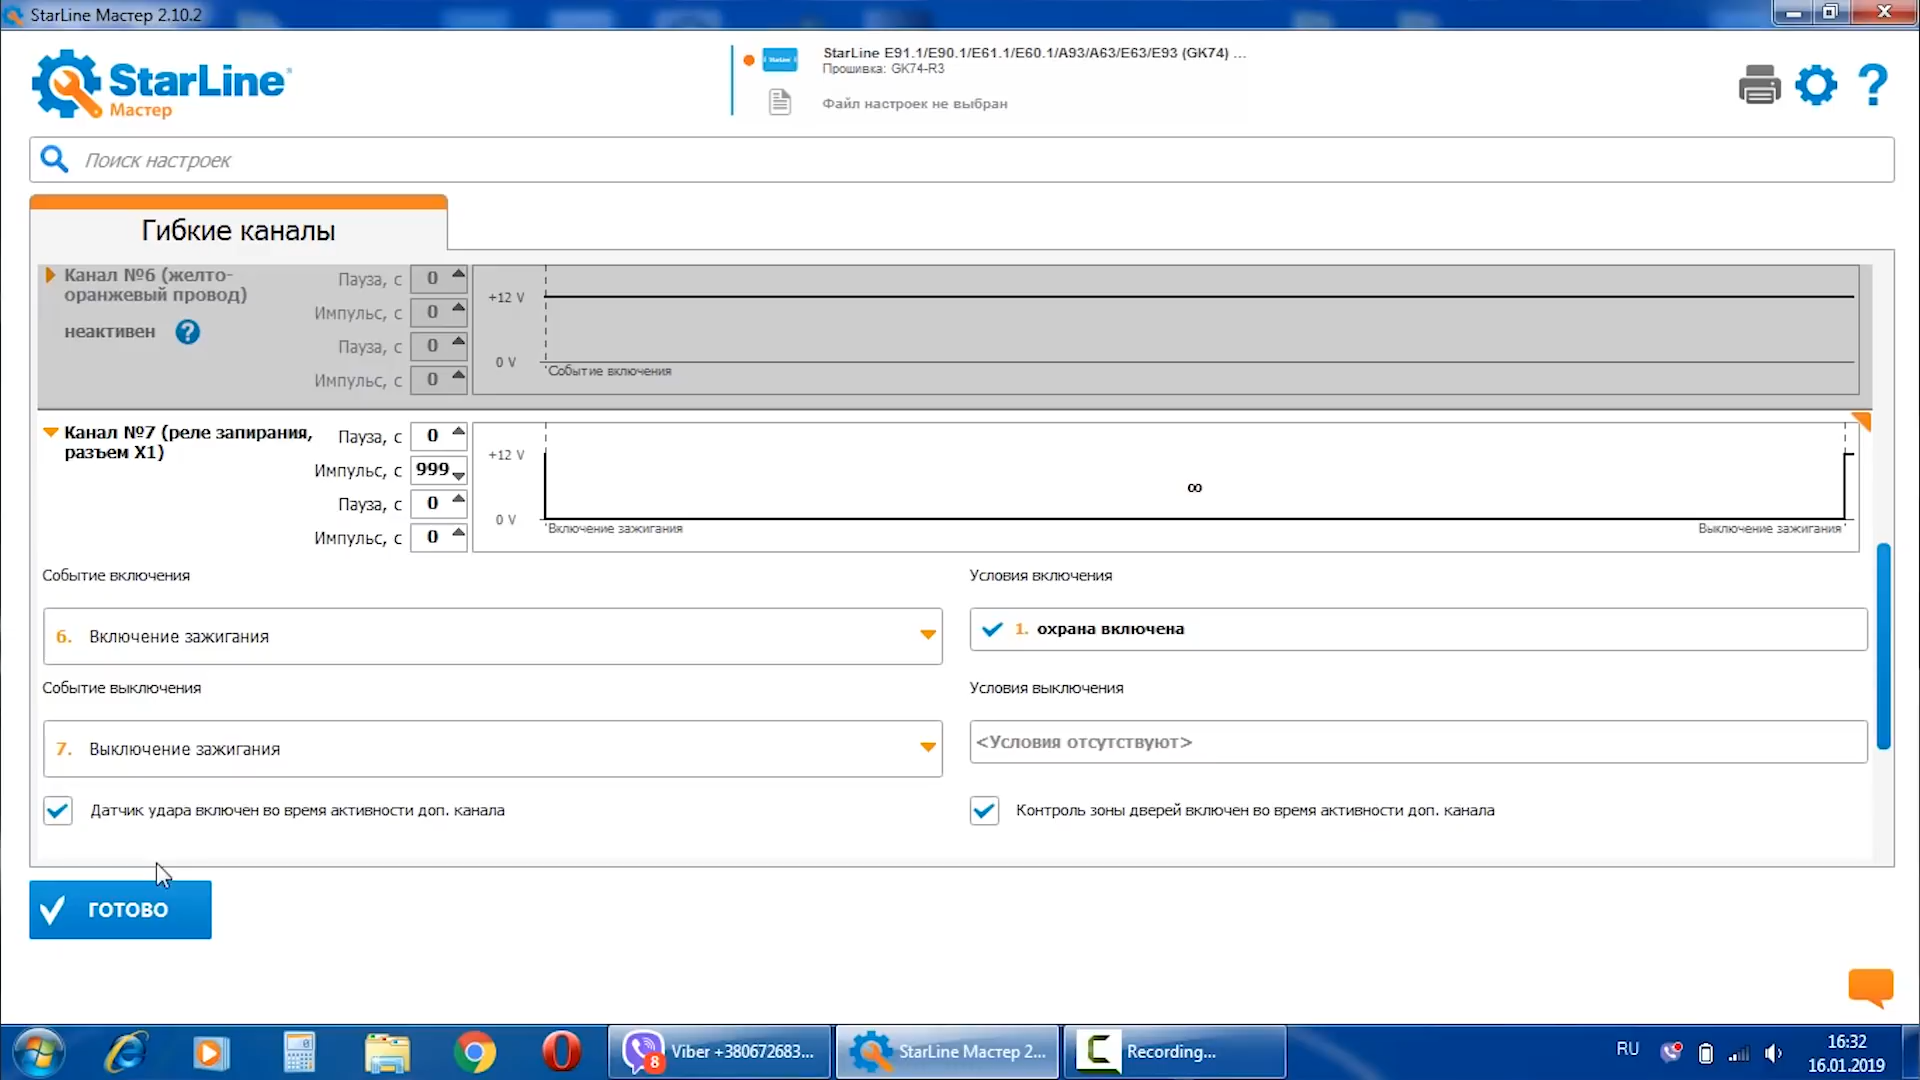 StarLine Мастер 2.10.2
StarLine
Мастер
StarLine E91.1/E90.1/E61.1/E60.1/A93/A63/E63/E93 (GK74) ...
Прошивка: GK74-R3
Файл настроек не выбран
Поиск настроек
Гибкие каналы
Канал №6 (желто-
оранжевый провод)
неактивен
Пауза, с 0
Импульс, с 0
Пауза, с 0
Импульс, с 0
+12 V
0 V
Событие включения
Канал №7 (реле запирания,
разъем X1)
Пауза, с 0
Импульс, с 999
Пауза, с 0
Импульс, с 0
+12 V
∞
0 V
Включение зажигания
Выключение зажигания
Событие включения
Условия включения
6. Включение зажигания
1. охрана включена
Событие выключения
Условия выключения
7. Выключение зажигания
<Условия отсутствуют>
Датчик удара включен во время активности доп. канала
Контроль зоны дверей включен во время активности доп. канала
ГОТОВО
8
Viber +380672683...
StarLine Мастер 2...
Recording...
RU
16:32
16.01.2019